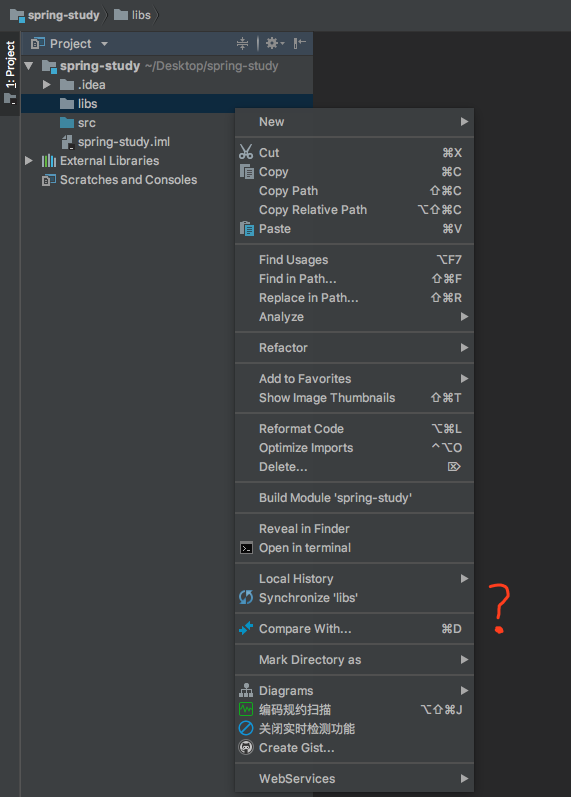 spring-study libs
1: Project
Project
spring-study ~/Desktop/spring-study
.idea
libs
src
spring-study.iml
External Libraries
Scratches and Consoles
New
Cut ⌘X
Copy ⌘C
Copy Path ⇧⌘C
Copy Relative Path ⌥⇧⌘C
Paste ⌘V
Find Usages ⌥F7
Find in Path... ⇧⌘F
Replace in Path... ⇧⌘R
Analyze
Refactor
Add to Favorites
Show Image Thumbnails ⇧⌘T
Reformat Code ⌥⌘L
Optimize Imports ^⌥O
Delete... ⌦
Build Module 'spring-study'
Reveal in Finder
Open in terminal
Local History
Synchronize 'libs'
?
Compare With... ⌘D
Mark Directory as
Diagrams
编码规约扫描 ⌥⇧⌘J
关闭实时检测功能
Create Gist...
WebServices